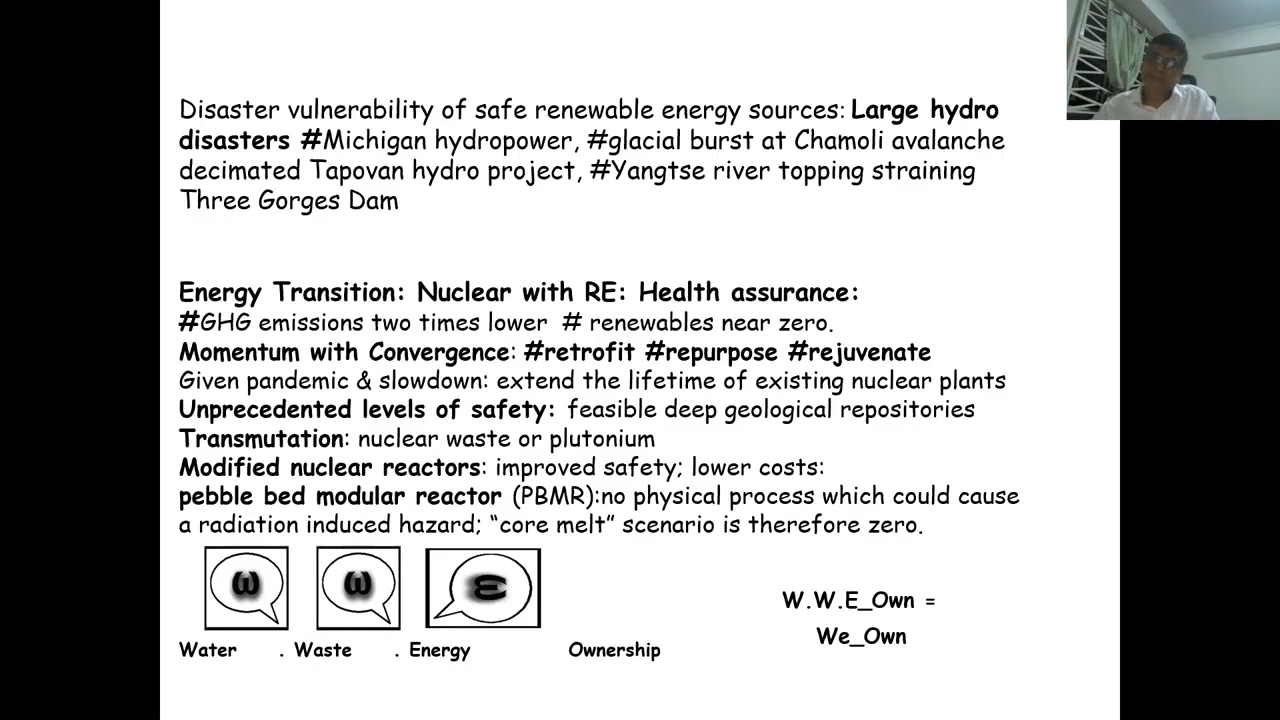 Disaster vulnerability of safe renewable energy sources: Large hydro
disasters #Michigan hydropower, #glacial burst at Chamoli avalanche
decimated Tapovan hydro project, #Yangtse river topping straining
Three Gorges Dam
Energy Transition: Nuclear with RE: Health assurance:
#GHG emissions two times lower # renewables near zero.
Momentum with Convergence: #retrofit #repurpose #rejuvenate
Given pandemic & slowdown: extend the lifetime of existing nuclear plants
Unprecedented levels of safety: feasible deep geological repositories
Transmutation: nuclear waste or plutonium
Modified nuclear reactors: improved safety; lower costs:
pebble bed modular reactor (PBMR):no physical process which could cause
a radiation induced hazard; “core melt” scenario is therefore zero.
ω ω ε
W.W.E_Own =
We_Own
Water . Waste . Energy Ownership